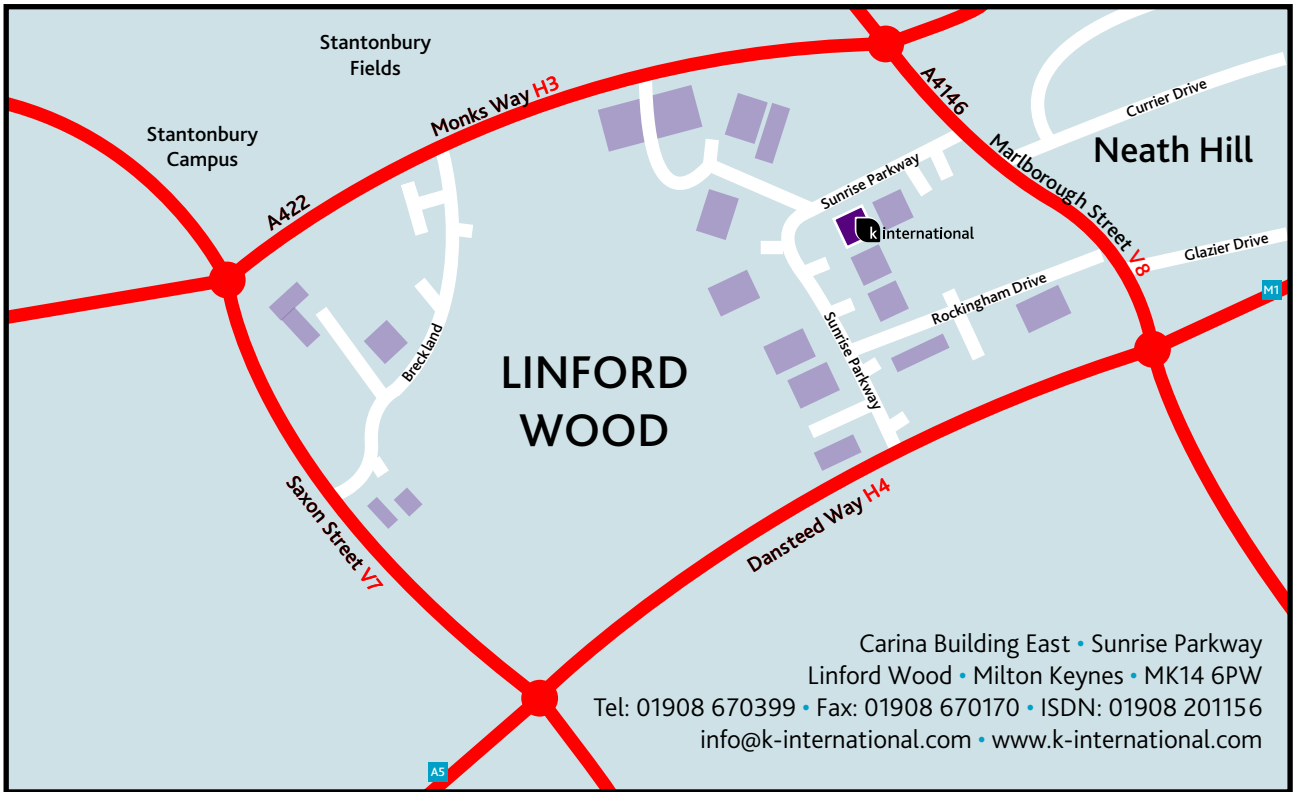 Stantonbury
Fields
Stantonbury
Campus
Monks Way H3
A422
A4146
Currier Drive
Neath Hill
Marlborough Street V8
Sunrise Parkway
k international
Glazier Drive
M1
Rockingham Drive
Sunrise Parkway
Breckland
LINFORD
WOOD
Saxon Street V7
Dansteed Way H4
A5
Carina Building East • Sunrise Parkway
Linford Wood • Milton Keynes • MK14 6PW
Tel: 01908 670399 • Fax: 01908 670170 • ISDN: 01908 201156
info@k-international.com • www.k-international.com